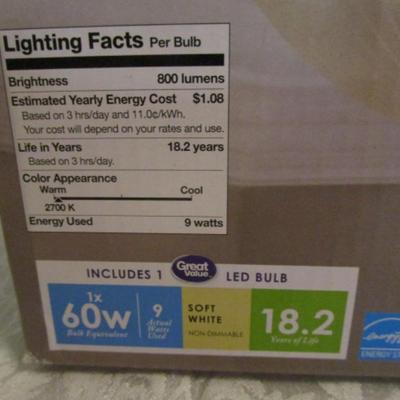 Lighting Facts Per Bulb
Brightness 800 lumens
Estimated Yearly Energy Cost $1.08
Based on 3 hrs/day and 11.0¢/kWh.
Your cost will depend on your rates and use.
Life in Years 18.2 years
Based on 3 hrs/day.
Color Appearance
Warm Cool
2700 K
Energy Used 9 watts
INCLUDES 1 Great Value LED BULB
1x
60W
Bulb Equivalent
9
Actual
Watts
Used
SOFT
WHITE
NON-DIMMABLE
18.2
Years of Life
energy
ENERGY